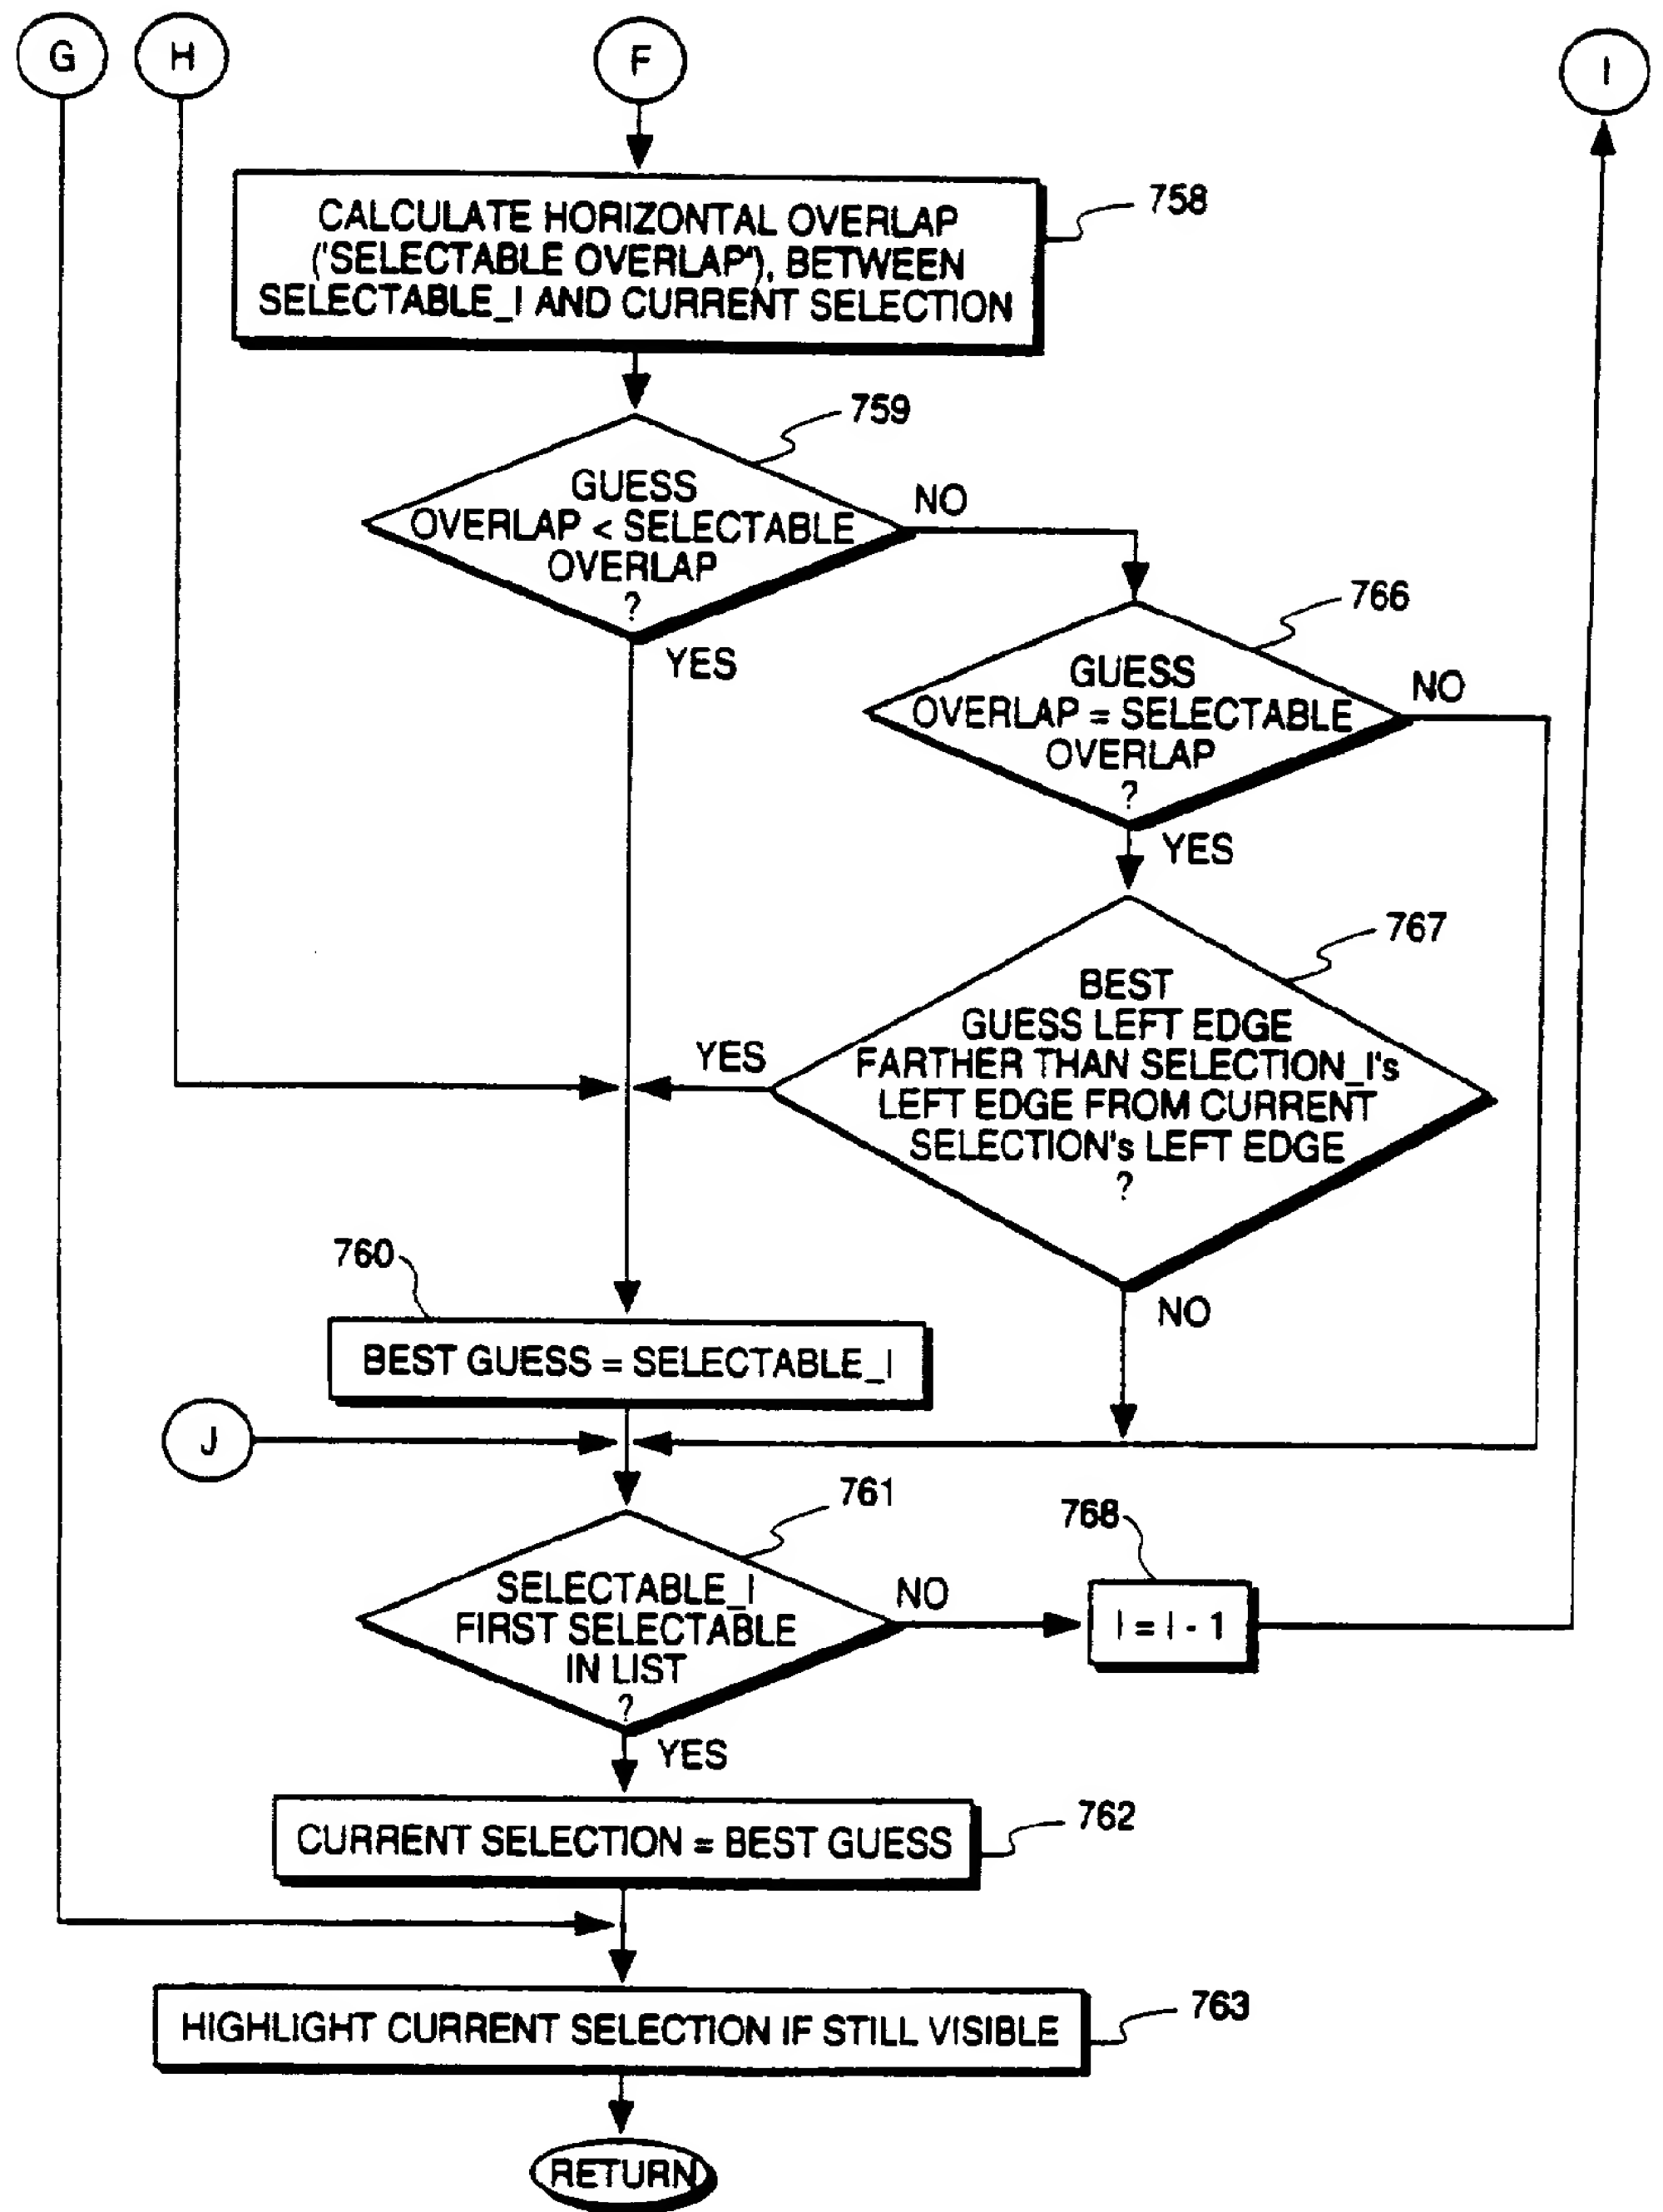 G
H
F
I
CALCULATE HORIZONTAL OVERLAP
('SELECTABLE OVERLAP'), BETWEEN
SELECTABLE_I AND CURRENT SELECTION
758
759
GUESS
OVERLAP < SELECTABLE
OVERLAP
?
NO
YES
766
GUESS
OVERLAP = SELECTABLE
OVERLAP
?
NO
YES
767
BEST
GUESS LEFT EDGE
FARTHER THAN SELECTION_I's
LEFT EDGE FROM CURRENT
SELECTION's LEFT EDGE
?
YES
NO
760
BEST GUESS = SELECTABLE_I
J
761
SELECTABLE_I
FIRST SELECTABLE
IN LIST
?
NO
YES
768
I = I - 1
CURRENT SELECTION = BEST GUESS
762
HIGHLIGHT CURRENT SELECTION IF STILL VISIBLE
763
RETURN